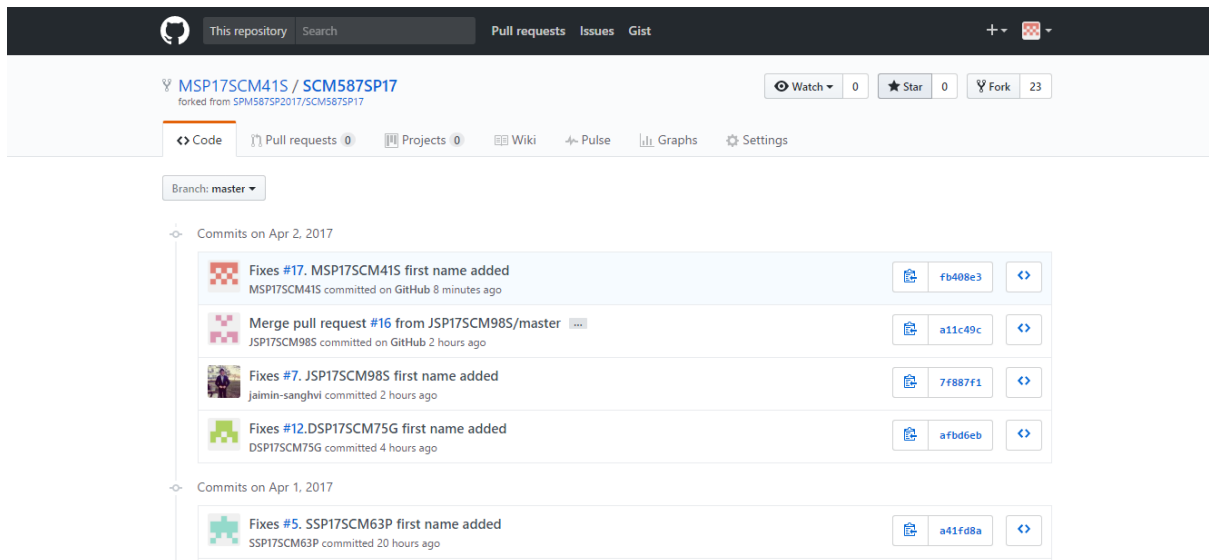 This repository Search Pull requests Issues Gist
MSP17SCM41S / SCM587SP17 Watch 0 Star 0 Fork 23
forked from SPM587SP2017/SCM587SP17
Code Pull requests 0 Projects 0 Wiki Pulse Graphs Settings
Branch: master
Commits on Apr 2, 2017
Fixes #17. MSP17SCM41S first name added
MSP17SCM41S committed on GitHub 8 minutes ago
fb408e3
Merge pull request #16 from JSP17SCM98S/master …
JSP17SCM98S committed on GitHub 2 hours ago
a11c49c
Fixes #7. JSP17SCM98S first name added
jaimin-sanghvi committed 2 hours ago
7f887f1
Fixes #12.DSP17SCM75G first name added
DSP17SCM75G committed 4 hours ago
afbd6eb
Commits on Apr 1, 2017
Fixes #5. SSP17SCM63P first name added
SSP17SCM63P committed 20 hours ago
a41fd8a